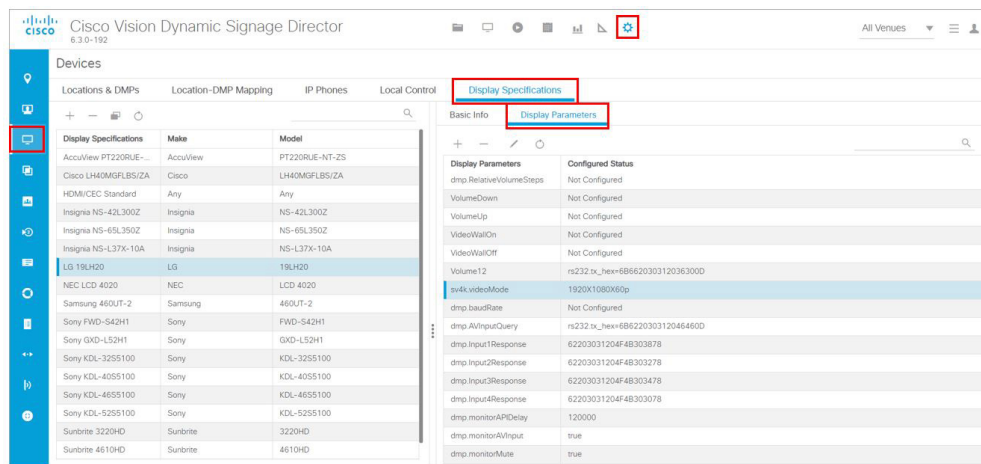 CISCO
Cisco Vision Dynamic Signage Director
6.3.0-192
All Venues
Devices
Locations & DMPs
Location-DMP Mapping
IP Phones
Local Control
Display Specifications
Basic Info
Display Parameters
Display Specifications Make Model
AccuView PT220RUE-... AccuView PT220RUE-NT-ZS
Cisco LH40MGFLBS/ZA Cisco LH40MGFLBS/ZA
HDMI/CEC Standard Any Any
Insignia NS-42L300Z Insignia NS-42L300Z
Insignia NS-65L350Z Insignia NS-65L350Z
Insignia NS-L37X-10A Insignia NS-L37X-10A
LG 19LH20 LG 19LH20
NEC LCD 4020 NEC LCD 4020
Samsung 460UT-2 Samsung 460UT-2
Sony FWD-S42H1 Sony FWD-S42H1
Sony GXD-L52H1 Sony GXD-L52H1
Sony KDL-32S5100 Sony KDL-32S5100
Sony KDL-40S5100 Sony KDL-40S5100
Sony KDL-46S5100 Sony KDL-46S5100
Sony KDL-52S5100 Sony KDL-52S5100
Sunbrite 3220HD Sunbrite 3220HD
Sunbrite 4610HD Sunbrite 4610HD
Display Parameters Configured Status
dmp.RelativeVolumeSteps Not Configured
VolumeDown Not Configured
VolumeUp Not Configured
VideoWallOn Not Configured
VideoWallOff Not Configured
Volume12 rs232.tx_hex=6B662030312036300D
sv4k.videoMode 1920X1080X60p
dmp.baudRate Not Configured
dmp.AVInputQuery rs232.tx_hex=6B622030312046460D
dmp.Input1Response 62203031204F4B303878
dmp.Input2Response 62203031204F4B303278
dmp.Input3Response 62203031204F4B303478
dmp.Input4Response 62203031204F4B303078
dmp.monitorAPIDelay 120000
dmp.monitorAVInput true
dmp.monitorMute true